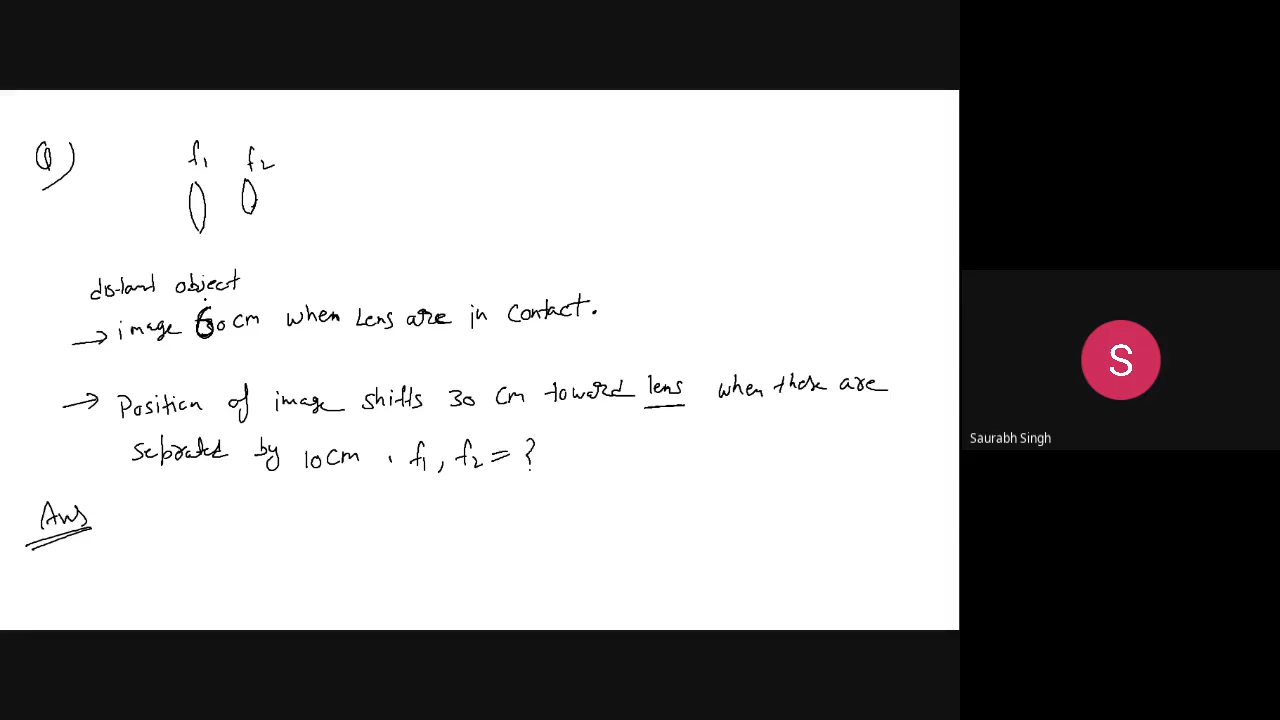 Q)
f1 f2
distant object
→ image 60 cm when Lens are in contact.
→ Position of image shifts 30 cm toward lens when these are
seprated by 10 cm . f1, f2 = ?
Ans
S
Saurabh Singh